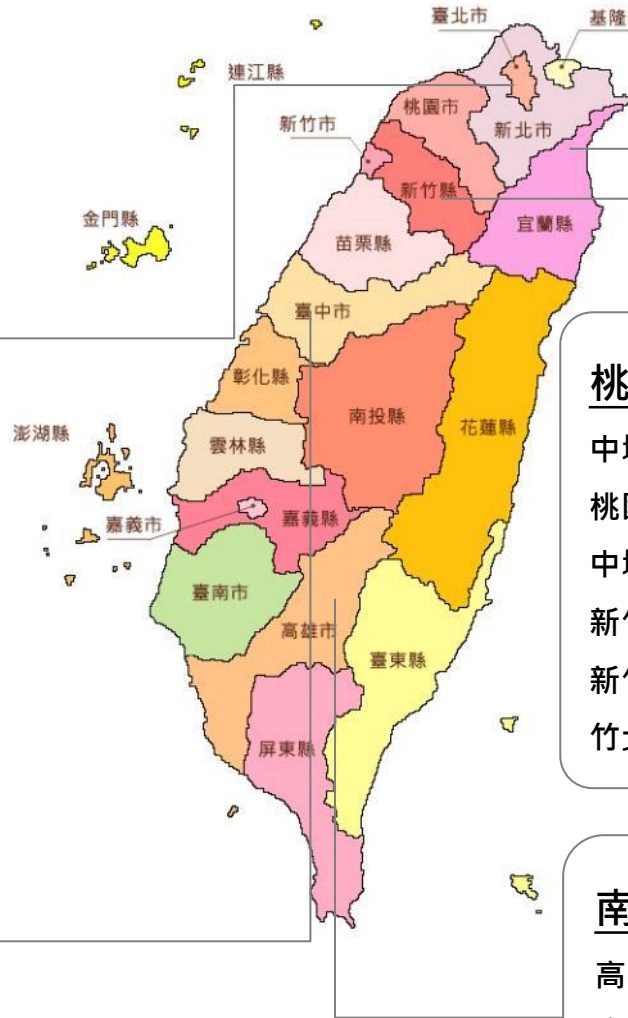 臺北市
基隆
連江縣
桃園市
新北市
新竹市
新竹縣
宜蘭縣
金門縣
苗栗縣
臺中市
彰化縣
南投縣
花蓮縣
澎湖縣
雲林縣
嘉義市
嘉義縣
臺南市
高雄市
臺東縣
屏東縣
桃
中
桃
中
新
新
竹
南
高